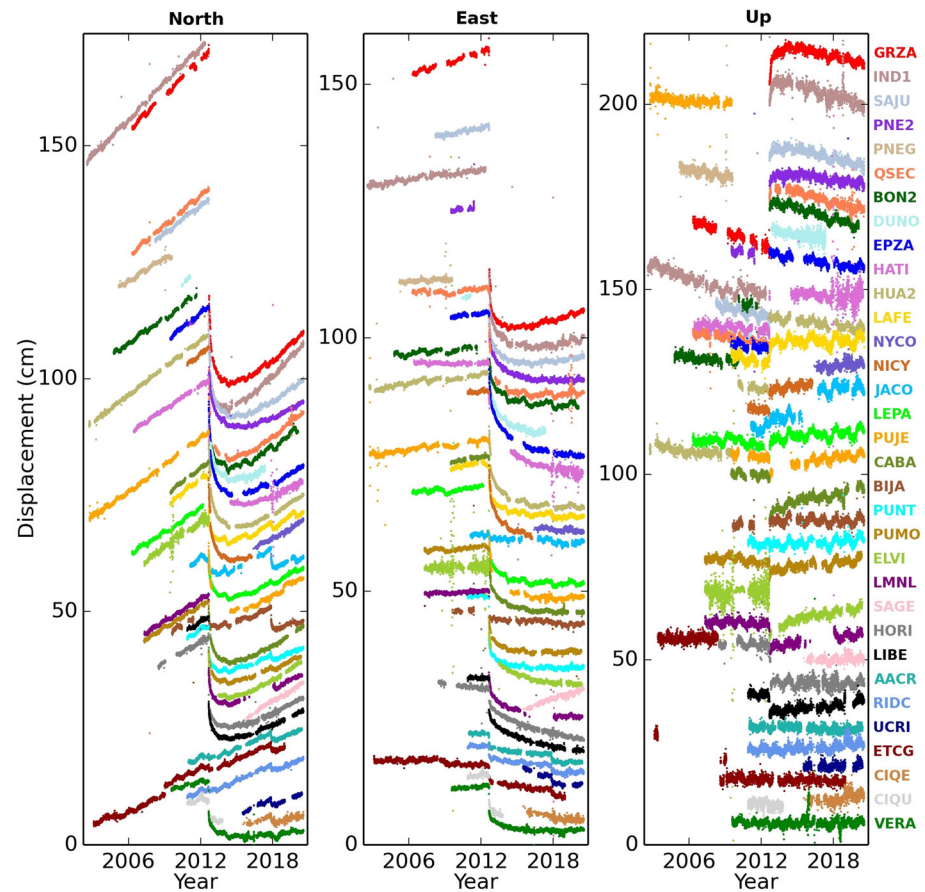 North East Up
Displacement (cm)
150
100
50
0
2006 2012 2018
Year
150
100
50
0
2006 2012 2018
Year
200
150
100
50
0
2006 2012 2018
Year
GRZA
IND1
SAJU
PNE2
PNEG
QSEC
BON2
DUNO
EPZA
HATI
HUA2
LAFE
NYCO
NICY
JACO
LEPA
PUJE
CABA
BIJA
PUNT
PUMO
ELVI
LMNL
SAGE
HORI
LIBE
AACR
RIDC
UCRI
ETCG
CIQE
CIQU
VERA